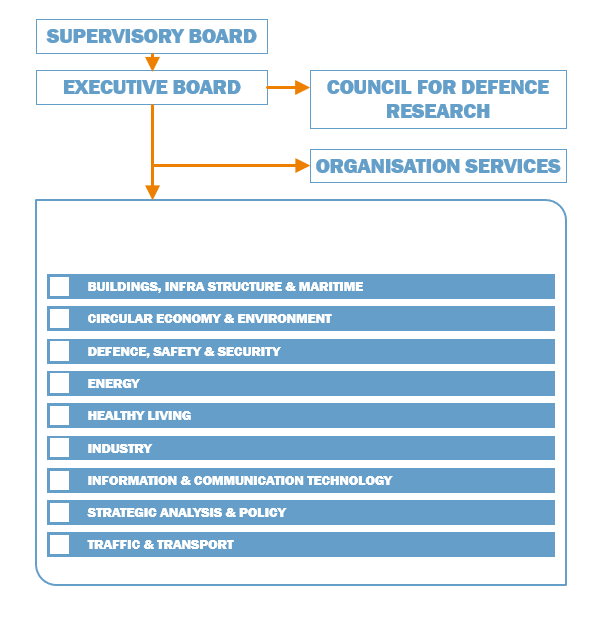 SUPERVISORY BOARD
EXECUTIVE BOARD
COUNCIL FOR DEFENCE
RESEARCH
ORGANISATION SERVICES
BUILDINGS, INFRA STRUCTURE & MARITIME
CIRCULAR ECONOMY & ENVIRONMENT
DEFENCE, SAFETY & SECURITY
ENERGY
HEALTHY LIVING
INDUSTRY
INFORMATION & COMMUNICATION TECHNOLOGY
STRATEGIC ANALYSIS & POLICY
TRAFFIC & TRANSPORT